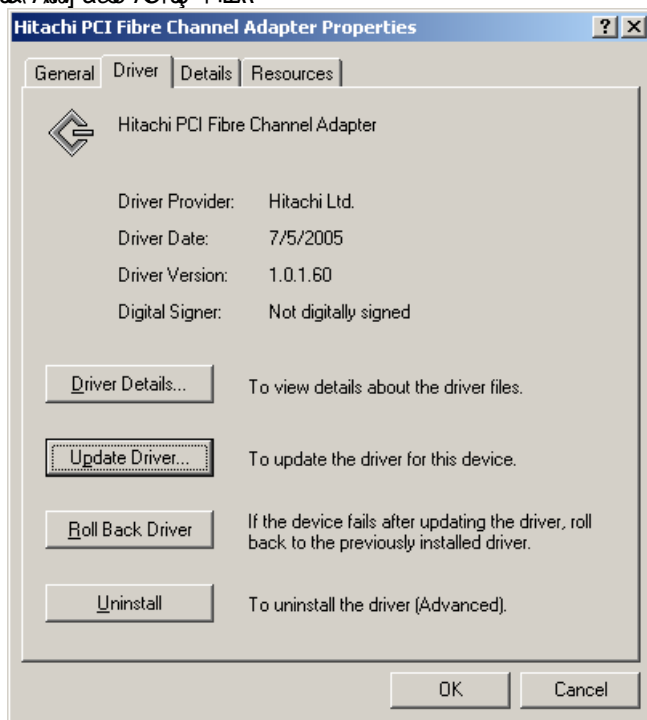 Hitachi PCI Fibre Channel Adapter Properties
General Driver Details Resources
Hitachi PCI Fibre Channel Adapter
Driver Provider: Hitachi Ltd.
Driver Date: 7/5/2005
Driver Version: 1.0.1.60
Digital Signer: Not digitally signed
Driver Details... To view details about the driver files.
Update Driver... To update the driver for this device.
Roll Back Driver If the device fails after updating the driver, roll
back to the previously installed driver.
Uninstall To uninstall the driver (Advanced).
OK Cancel